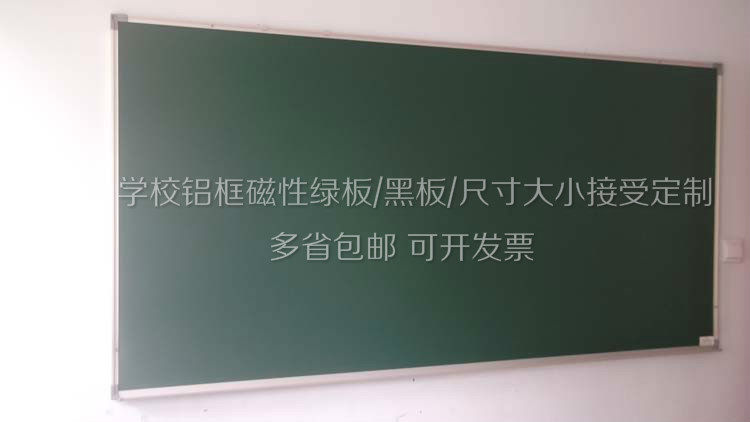 学校铝框磁性绿板/黑板/尺寸大小接受定制
多省包邮 可开发票